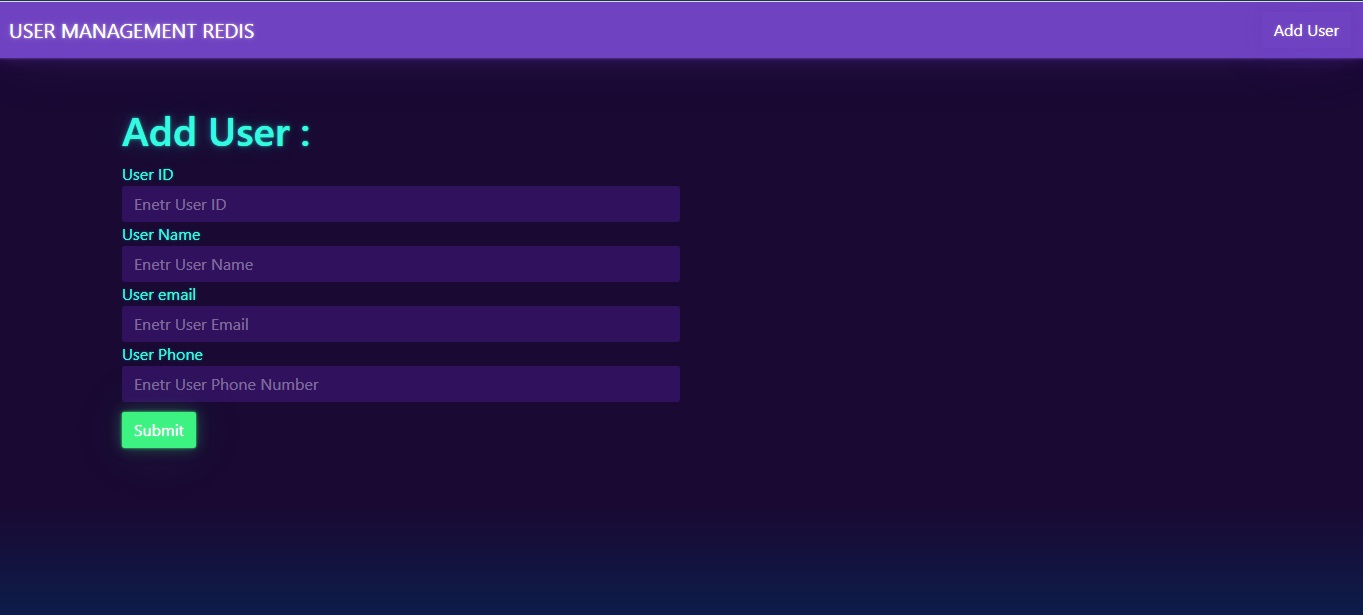 USER MANAGEMENT REDIS
Add User
Add User :
User ID
Enetr User ID
User Name
Enetr User Name
User email
Enetr User Email
User Phone
Enetr User Phone Number
Submit